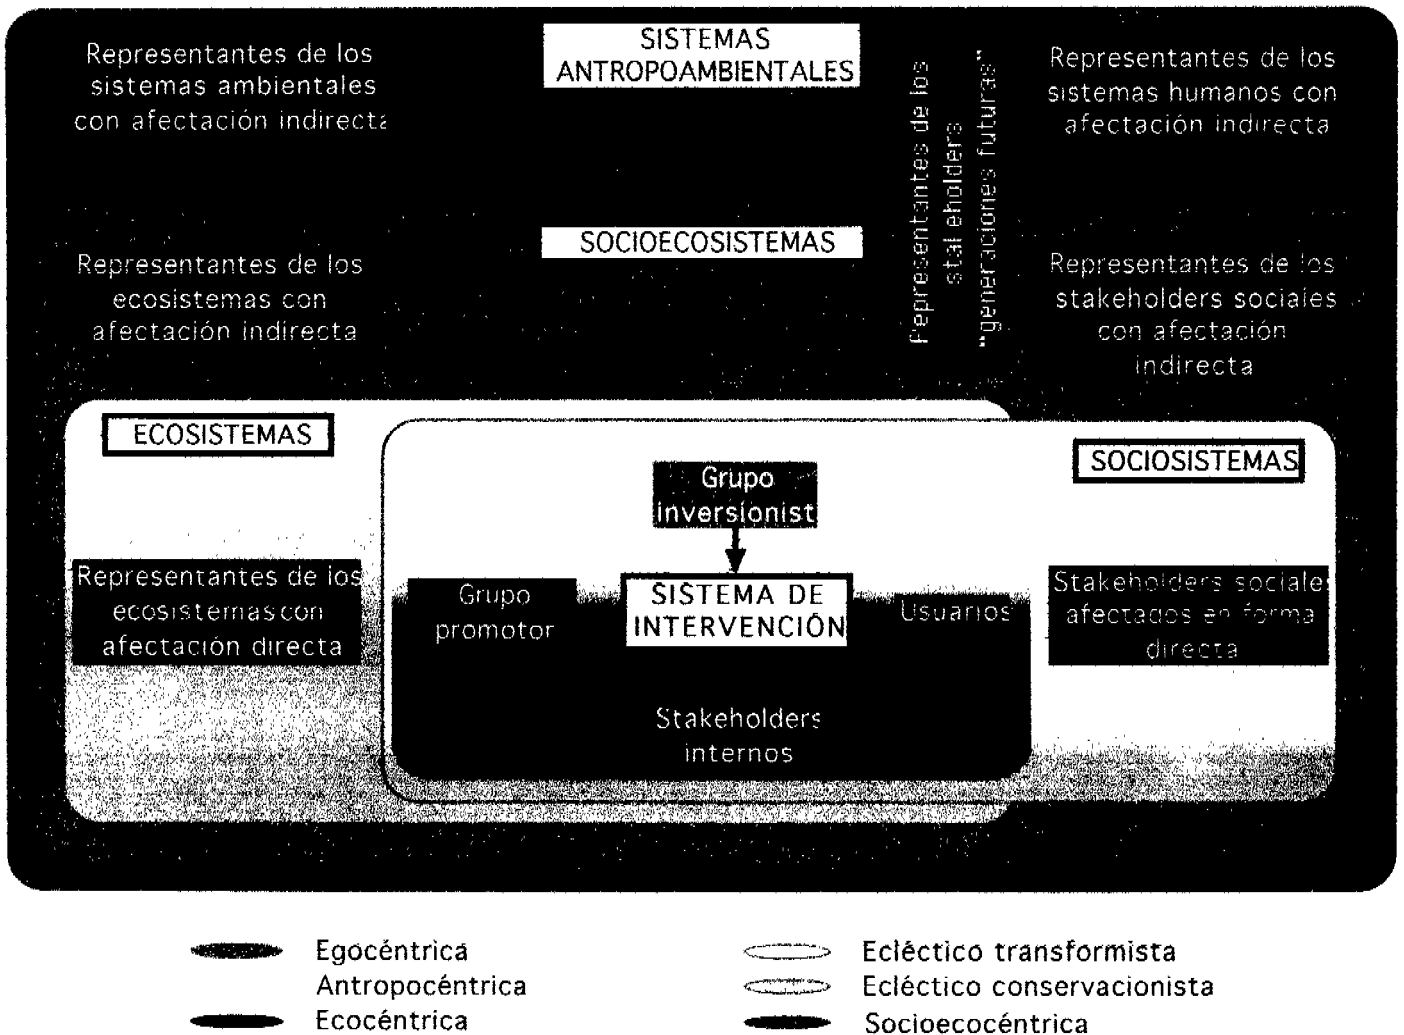 Representantes de los
sistemas ambientales
con afectación indirecta
SISTEMAS
ANTROPOAMBIENTALES
Representantes de los
stakeholders
"generaciones futuras"
Representantes de los
sistemas humanos con
afectación indirecta
SOCIOECOSISTEMAS
Representantes de los
ecosistemas con
afectación indirecta
Representantes de los
stakeholders sociales
con afectación
indirecta
ECOSISTEMAS
SOCIOSISTEMAS
Grupo
inversionist
Representantes de los
ecosistemas con
afectación directa
Grupo
promotor
SISTEMA DE
INTERVENCIÓN
Usuarios
Stakeholders sociale
afectados en forma
directa
Stakeholders
internos
Egocéntrica
Antropocéntrica
Ecocéntrica
Ecléctico transformista
Ecléctico conservacionista
Socioecocéntrica